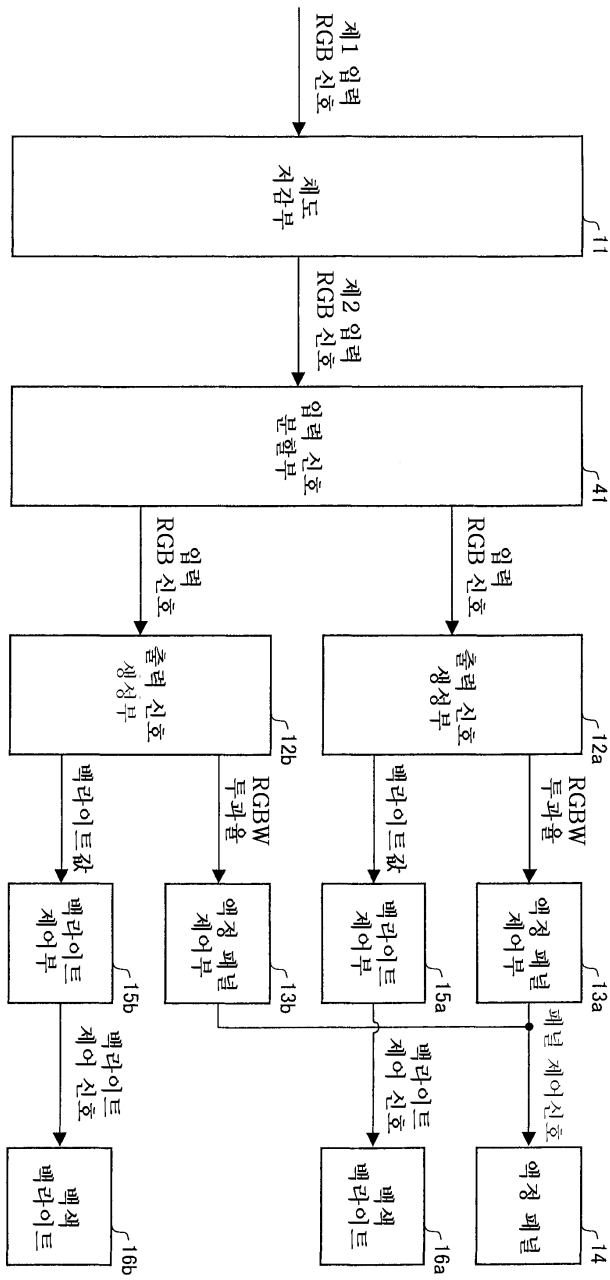 제1 입력
RGB 신호
채도
저감부
11
제2 입력
RGB 신호
입력 신호
분할부
41
입력
RGB 신호
입력
RGB 신호
출력 신호
생성부
12a
출력 신호
생성부
12b
RGBW
투과율
백라이트값
RGBW
투과율
백라이트값
액정 패널
제어부
13a
백라이트
제어부
15a
액정 패널
제어부
13b
백라이트
제어부
15b
패널 제어신호
백라이트
제어 신호
백라이트
제어 신호
액정 패널
14
백색
백라이트
16a
백색
백라이트
16b